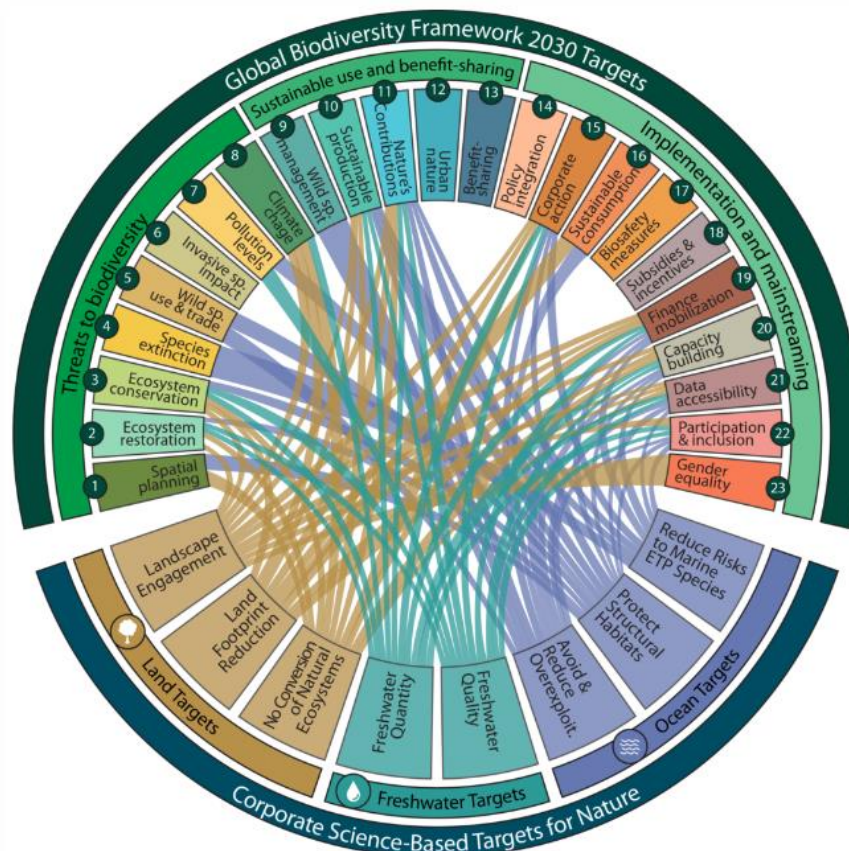 Global Biodiversity Framework 2030 Targets
Threats to biodiversity
Sustainable use and benefit-sharing
Implementation and mainstreaming
1
Spatial
planning
2
Ecosystem
restoration
3
Ecosystem
conservation
4
Species
extinction
5
Wild sp.
use & trade
6
Invasive sp.
impact
7
Pollution
levels
8
Climate
chage
9
Wild sp.
management
10
Sustainable
production
11
Nature's
Contributions
12
Urban
nature
13
Benefit-
sharing
14
Policy
integration
15
Corporate
action
16
Sustainable
consumption
17
Biosafety
measures
18
Subsidies &
incentives
19
Finance
mobilization
20
Capacity
building
21
Data
accessibility
22
Participation
& inclusion
23
Gender
equality
Landscape
Engagement
Land
Footprint
Reduction
No Conversion
of Natural
Ecosystems
Freshwater
Quantity
Freshwater
Quality
Avoid &
Reduce
Overexploit.
Protect
Structural
Habitats
Reduce Risks
to Marine
ETP Species
Land Targets
Freshwater Targets
Ocean Targets
Corporate Science-Based Targets for Nature